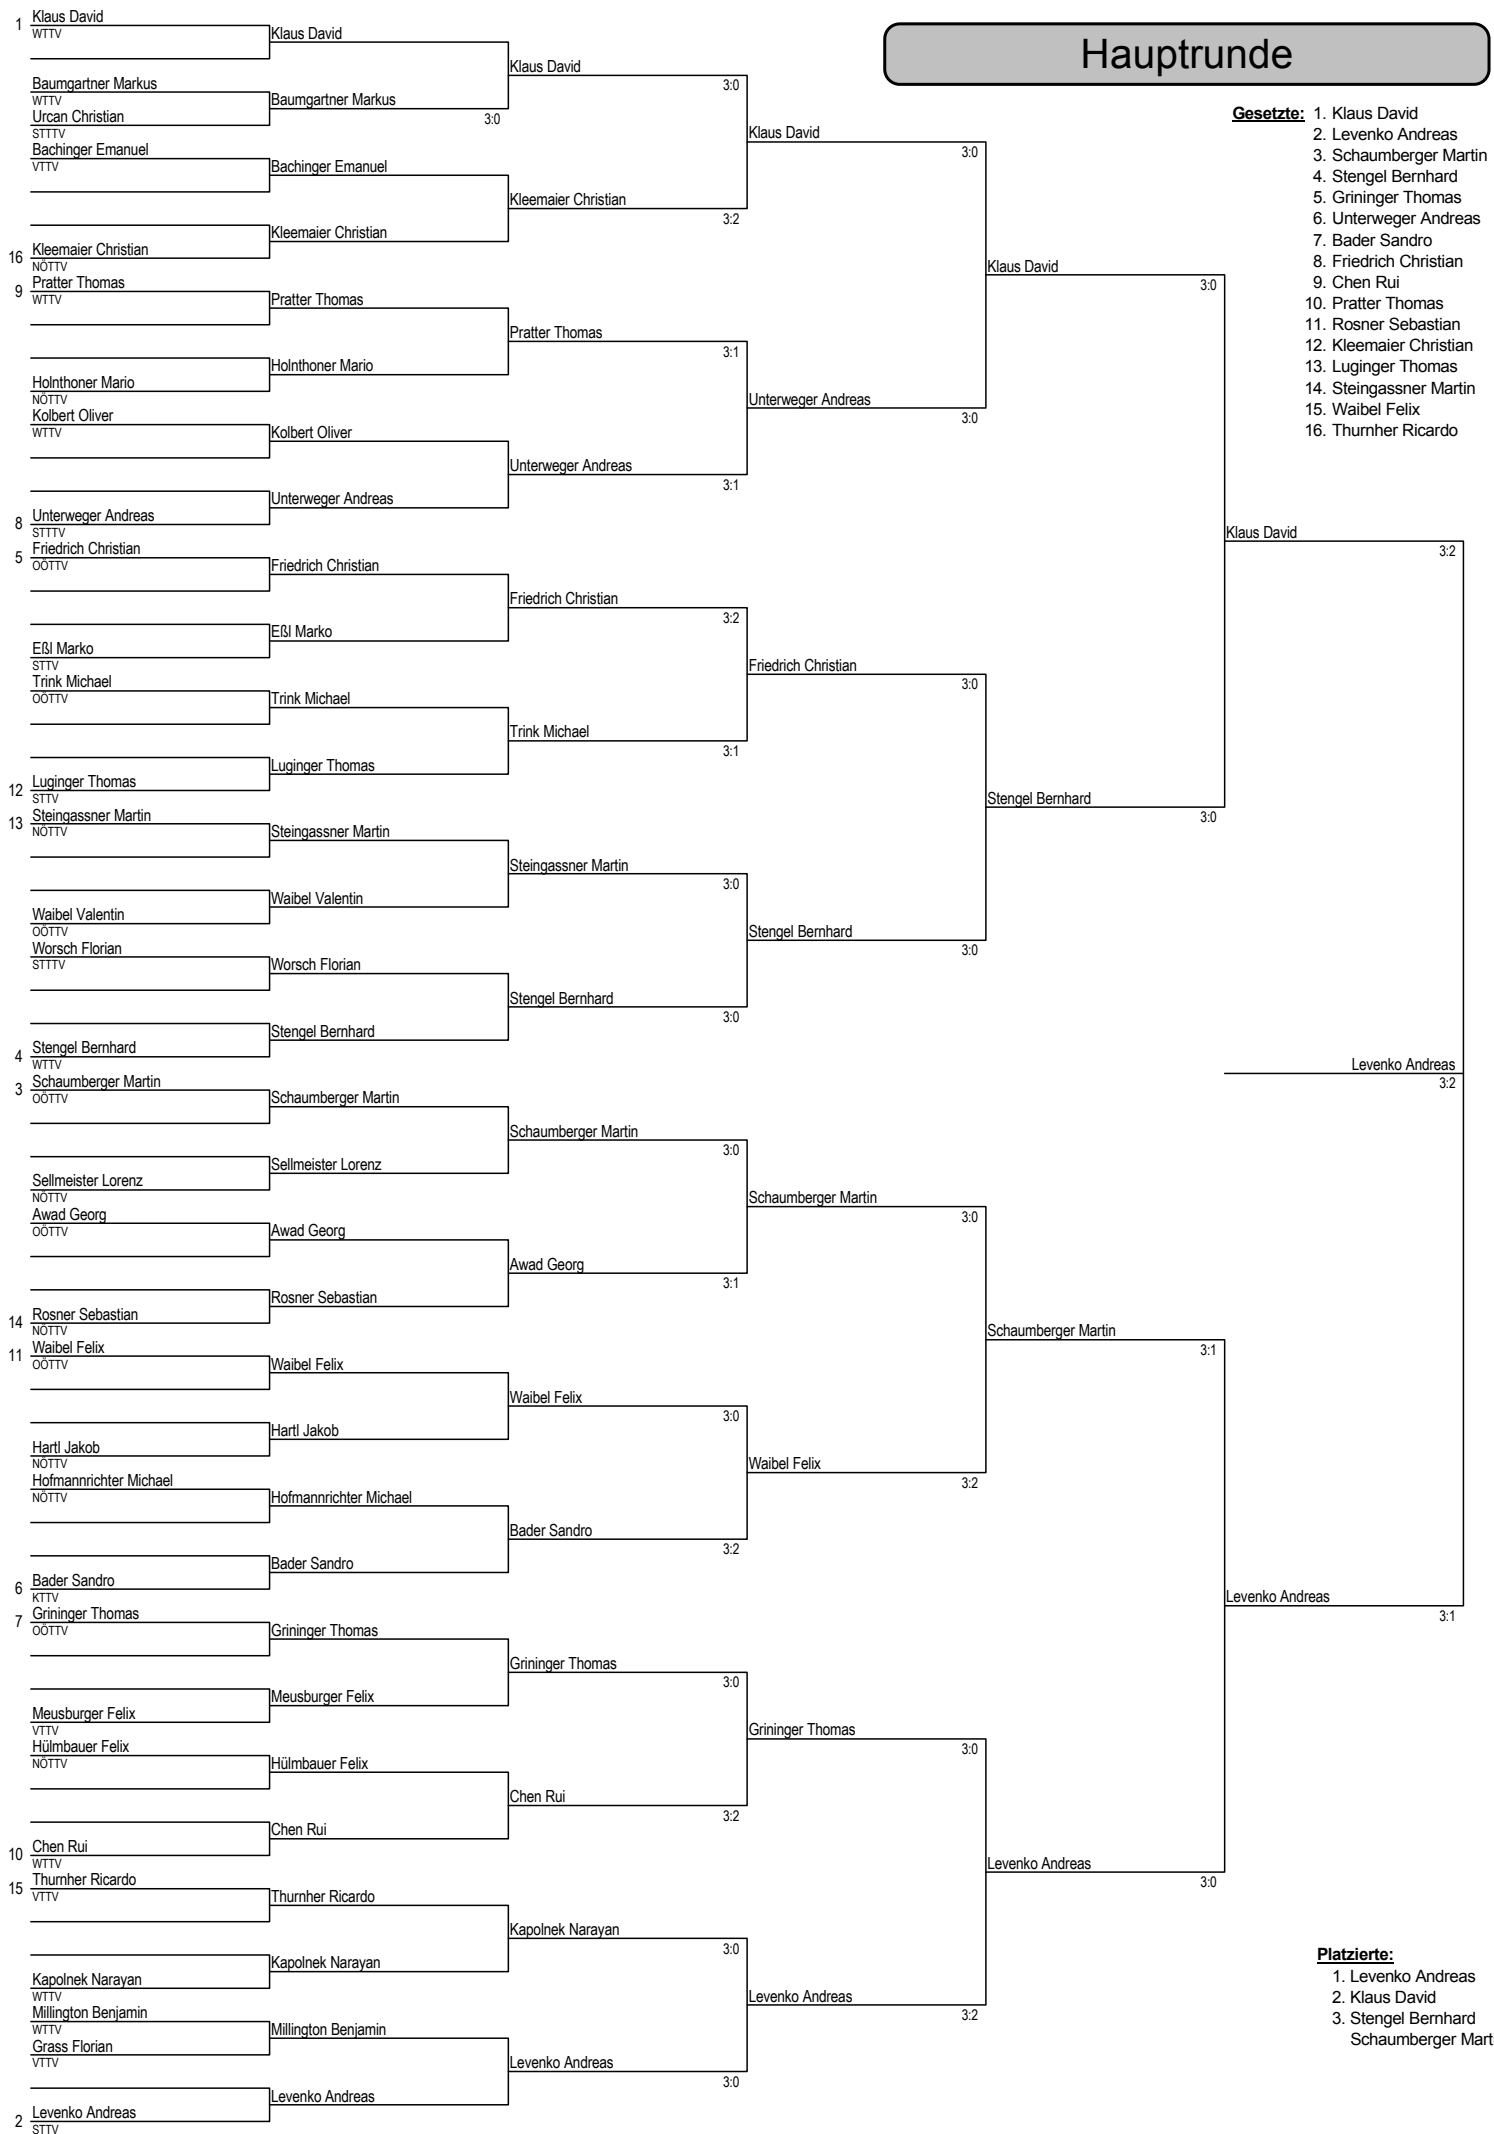 Hauptrunde
Gesetzte: 1. Klaus David
2. Levenko Andreas
3. Schaumberger Martin
4. Stengel Bernhard
5. Grininger Thomas
6. Unterweger Andreas
7. Bader Sandro
8. Friedrich Christian
9. Chen Rui
10. Pratter Thomas
11. Rosner Sebastian
12. Kleemaier Christian
13. Luginger Thomas
14. Steingassner Martin
15. Waibel Felix
16. Thurnher Ricardo
1 Klaus David
WTTV
Baumgartner Markus
WTTV
Urcan Christian
STTTV
Bachinger Emanuel
VTTV
16 Kleemaier Christian
NÖTTV
9 Pratter Thomas
WTTV
Holnthoner Mario
NÖTTV
Kolbert Oliver
WTTV
8 Unterweger Andreas
STTTV
5 Friedrich Christian
OÖTTV
Eßl Marko
STTV
Trink Michael
OÖTTV
12 Luginger Thomas
STTV
13 Steingassner Martin
NÖTTV
Waibel Valentin
OÖTTV
Worsch Florian
STTTV
4 Stengel Bernhard
WTTV
3 Schaumberger Martin
OÖTTV
Sellmeister Lorenz
NÖTTV
Awad Georg
OÖTTV
14 Rosner Sebastian
NÖTTV
11 Waibel Felix
OÖTTV
Hartl Jakob
NÖTTV
Hofmannrichter Michael
NÖTTV
6 Bader Sandro
KTTV
7 Grininger Thomas
OÖTTV
Meusburger Felix
VTTV
Hülmbauer Felix
NÖTTV
10 Chen Rui
WTTV
15 Thurnher Ricardo
VTTV
Kapolnek Narayan
WTTV
Millington Benjamin
WTTV
Grass Florian
VTTV
2 Levenko Andreas
STTV
Klaus David
Baumgartner Markus
3:0
Bachinger Emanuel
Kleemaier Christian
Pratter Thomas
Holnthoner Mario
Kolbert Oliver
Unterweger Andreas
Friedrich Christian
Eßl Marko
Trink Michael
Luginger Thomas
Steingassner Martin
Waibel Valentin
Worsch Florian
Stengel Bernhard
Schaumberger Martin
Sellmeister Lorenz
Awad Georg
Rosner Sebastian
Waibel Felix
Hartl Jakob
Hofmannrichter Michael
Bader Sandro
Grininger Thomas
Meusburger Felix
Hülmbauer Felix
Chen Rui
Thurnher Ricardo
Kapolnek Narayan
Millington Benjamin
Levenko Andreas
Klaus David
3:0
Kleemaier Christian
3:2
Pratter Thomas
3:1
Unterweger Andreas
3:1
Friedrich Christian
3:2
Trink Michael
3:1
Steingassner Martin
3:0
Stengel Bernhard
3:0
Schaumberger Martin
3:0
Awad Georg
3:1
Waibel Felix
3:0
Bader Sandro
3:2
Grininger Thomas
3:0
Chen Rui
3:2
Kapolnek Narayan
3:0
Levenko Andreas
3:0
Klaus David
3:0
Unterweger Andreas
3:0
Friedrich Christian
3:0
Stengel Bernhard
3:0
Schaumberger Martin
3:0
Waibel Felix
3:2
Grininger Thomas
3:0
Levenko Andreas
3:2
Klaus David
3:0
Stengel Bernhard
3:0
Schaumberger Martin
3:1
Levenko Andreas
3:0
Klaus David
3:2
Levenko Andreas
3:1
Levenko Andreas
3:2
Platzierte:
1. Levenko Andreas
2. Klaus David
3. Stengel Bernhard
Schaumberger Mart